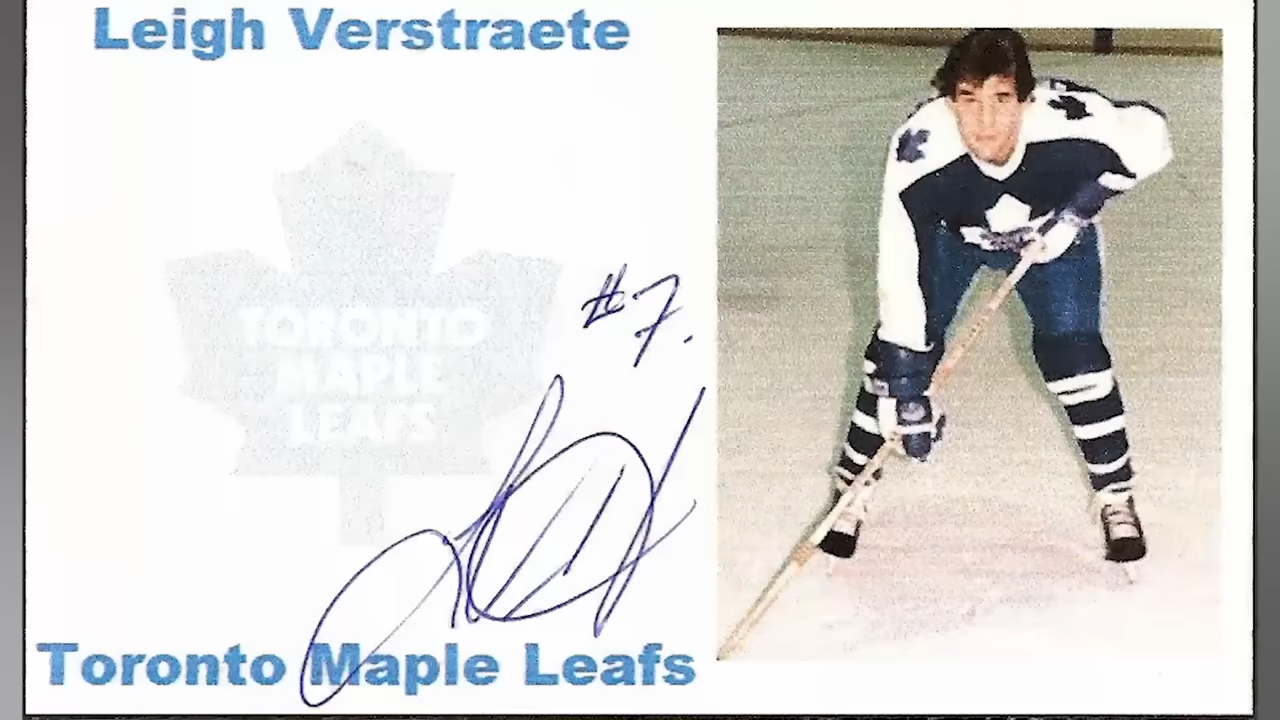 Leigh Verstraete
TORONTO
MAPLE
LEAFS
#7.
Toronto Maple Leafs